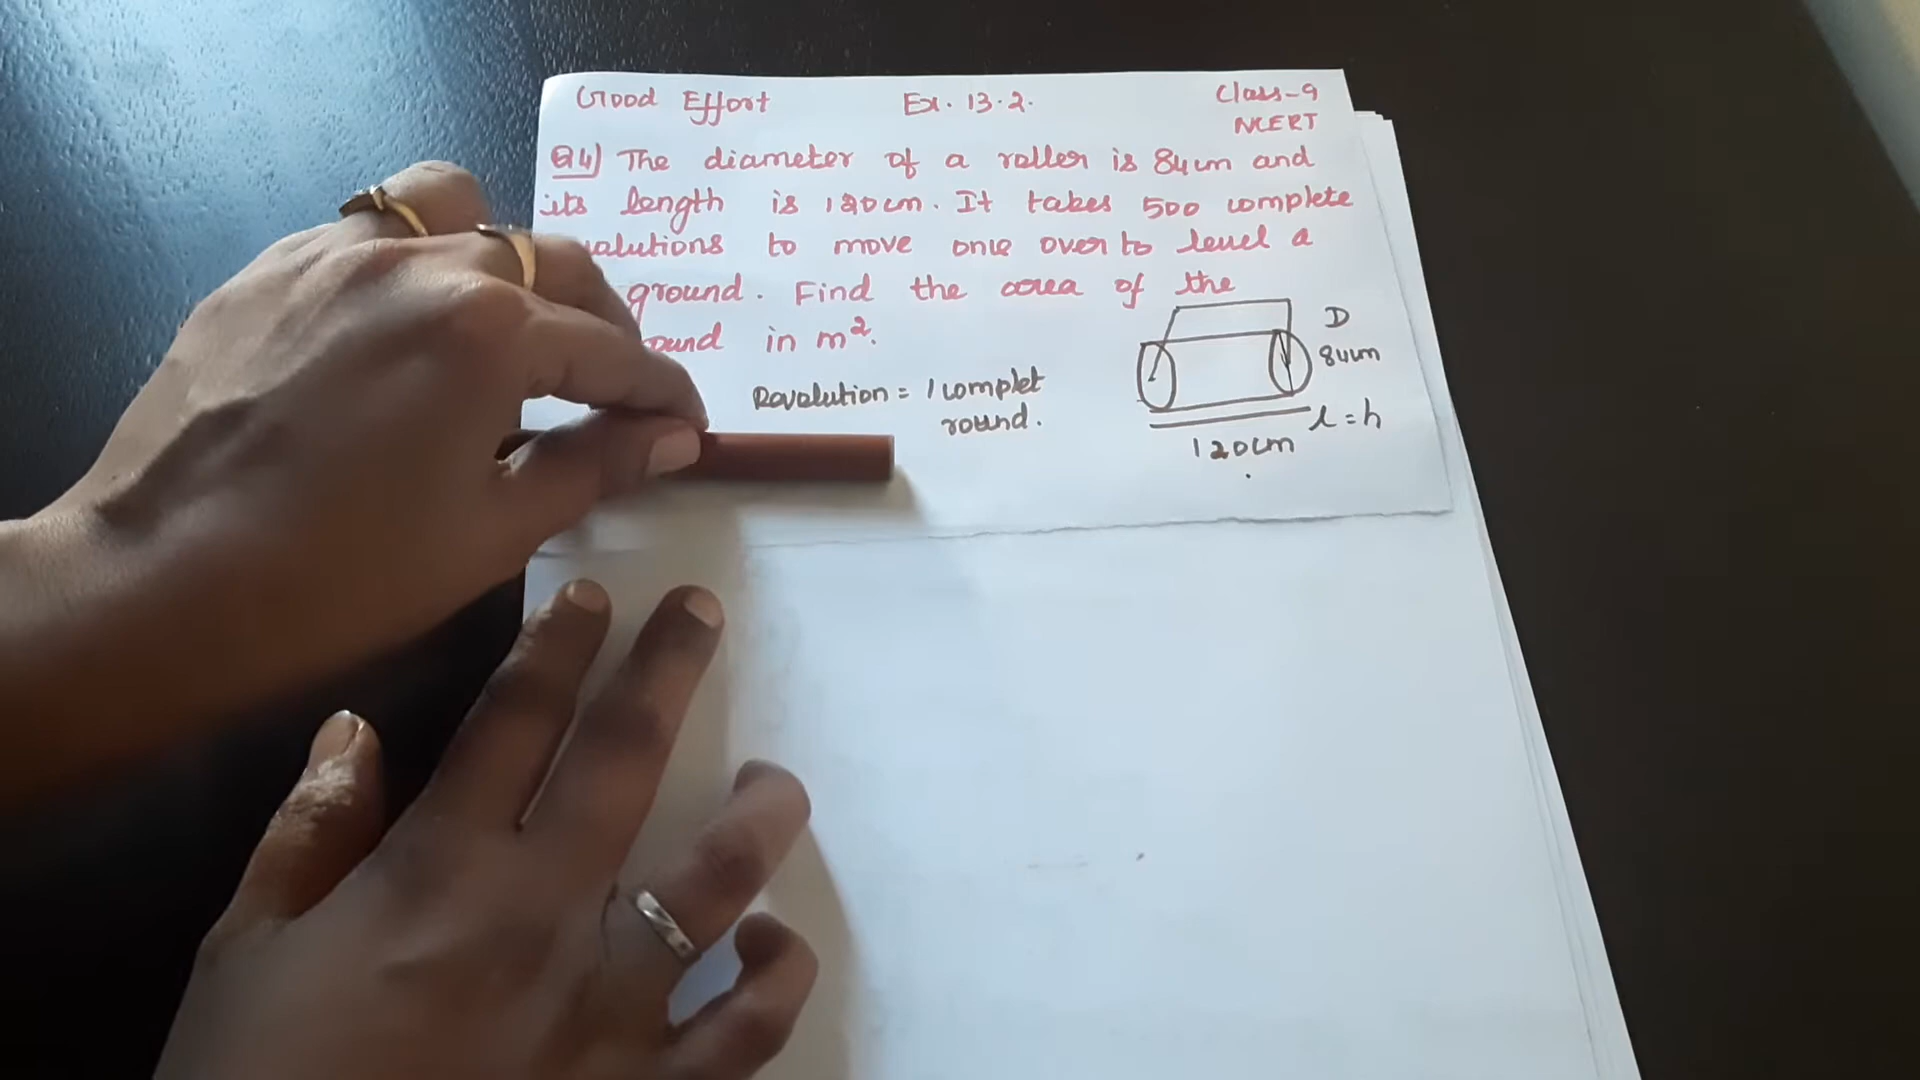 Good Effort Ex. 13.2. Class-9
NCERT
Q4) The diameter of a roller is 84cm and
its length is 120cm. It takes 500 complete
to move once over to level a
ground. Find the area of the
in m².
Revolution = 1 complet
round.
D
84cm
l = h
120cm